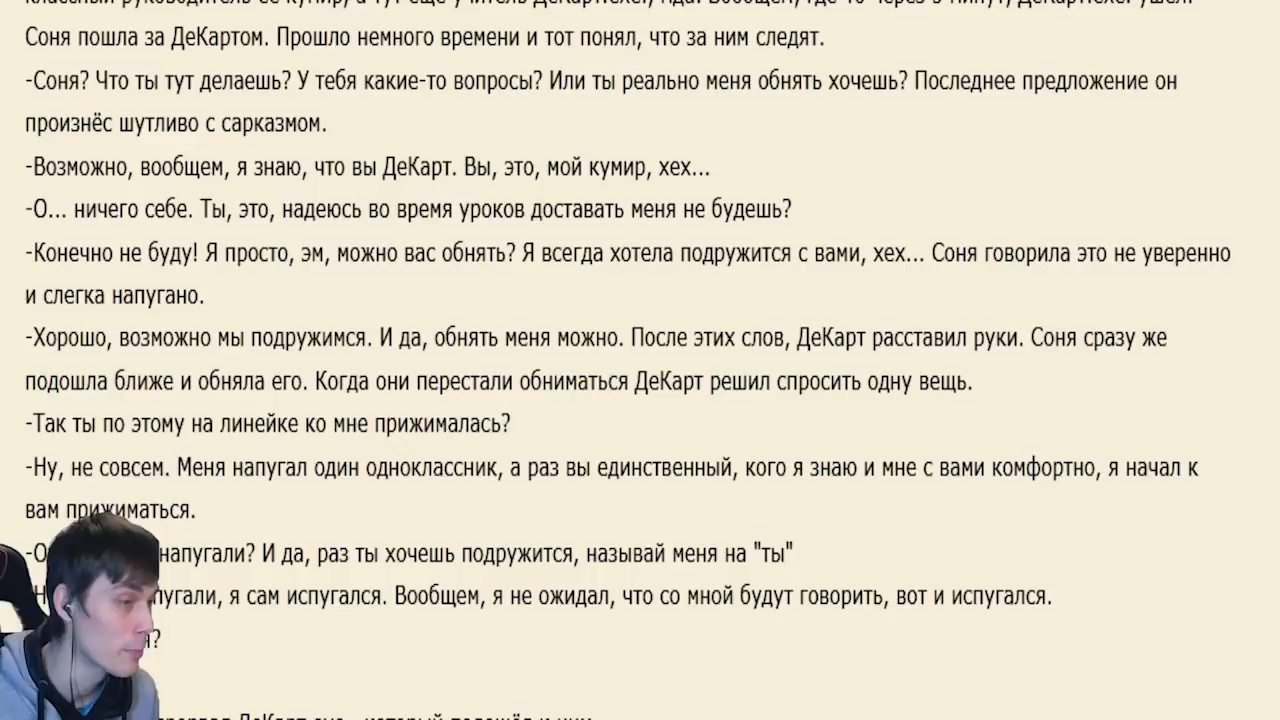 Соня пошла за ДеКартом. Прошло немного времени и тот понял, что за ним следят.
-Соня? Что ты тут делаешь? У тебя какие-то вопросы? Или ты реально меня обнять хочешь? Последнее предложение он
произнёс шутливо с сарказмом.
-Возможно, вообщем, я знаю, что вы ДеКарт. Вы, это, мой кумир, хех...
-О... ничего себе. Ты, это, надеюсь во время уроков доставать меня не будешь?
-Конечно не буду! Я просто, эм, можно вас обнять? Я всегда хотела подружится с вами, хех... Соня говорила это не уверенно
и слегка напугано.
-Хорошо, возможно мы подружимся. И да, обнять меня можно. После этих слов, ДеКарт расставил руки. Соня сразу же
подошла ближе и обняла его. Когда они перестали обниматься ДеКарт решил спросить одну вещь.
-Так ты по этому на линейке ко мне прижималась?
-Ну, не совсем. Меня напугал один одноклассник, а раз вы единственный, кого я знаю и мне с вами комфортно, я начал к
вам прижиматься.
напугали? И да, раз ты хочешь подружится, называй меня на "ты"
я сам испугался. Вообщем, я не ожидал, что со мной будут говорить, вот и испугался.